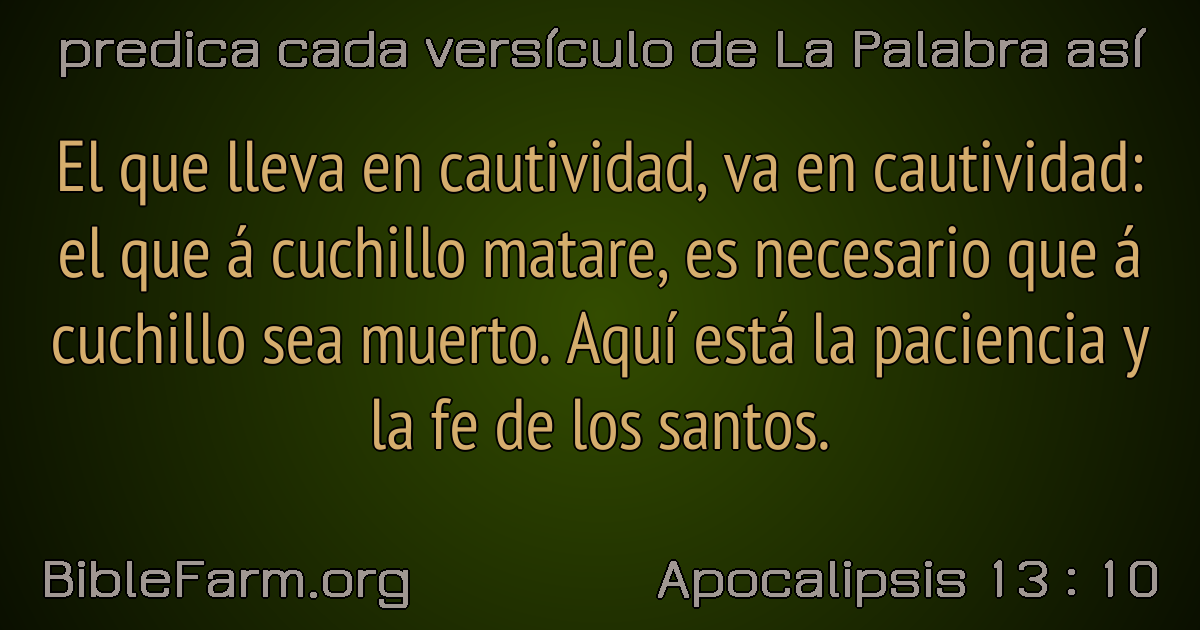 predica cada versículo de La Palabra así
El que lleva en cautividad, va en cautividad:
el que á cuchillo matare, es necesario que á
cuchillo sea muerto. Aquí está la paciencia y
la fe de los santos.
BibleFarm.org
Apocalipsis 13 : 10